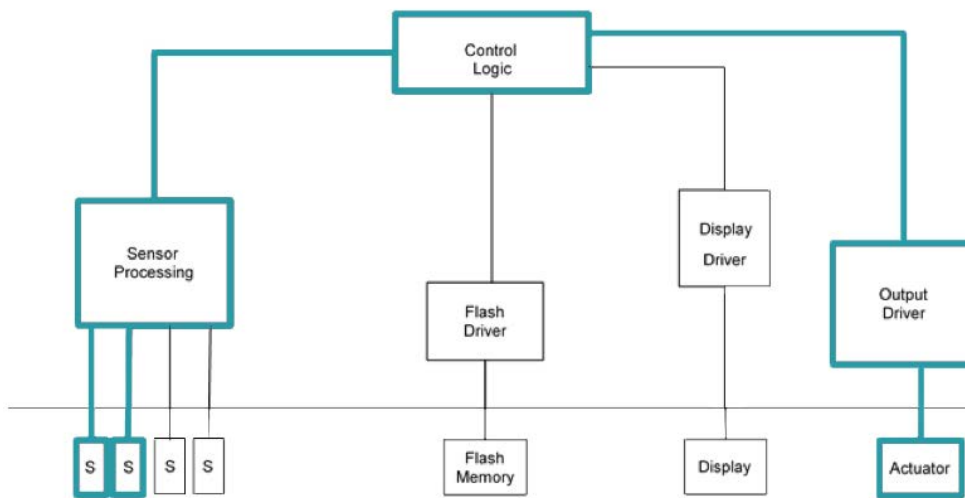 Control
Logic
Sensor
Processing
Display
Driver
Output
Driver
Flash
Driver
S
S
S
S
Flash
Memory
Display
Actuator